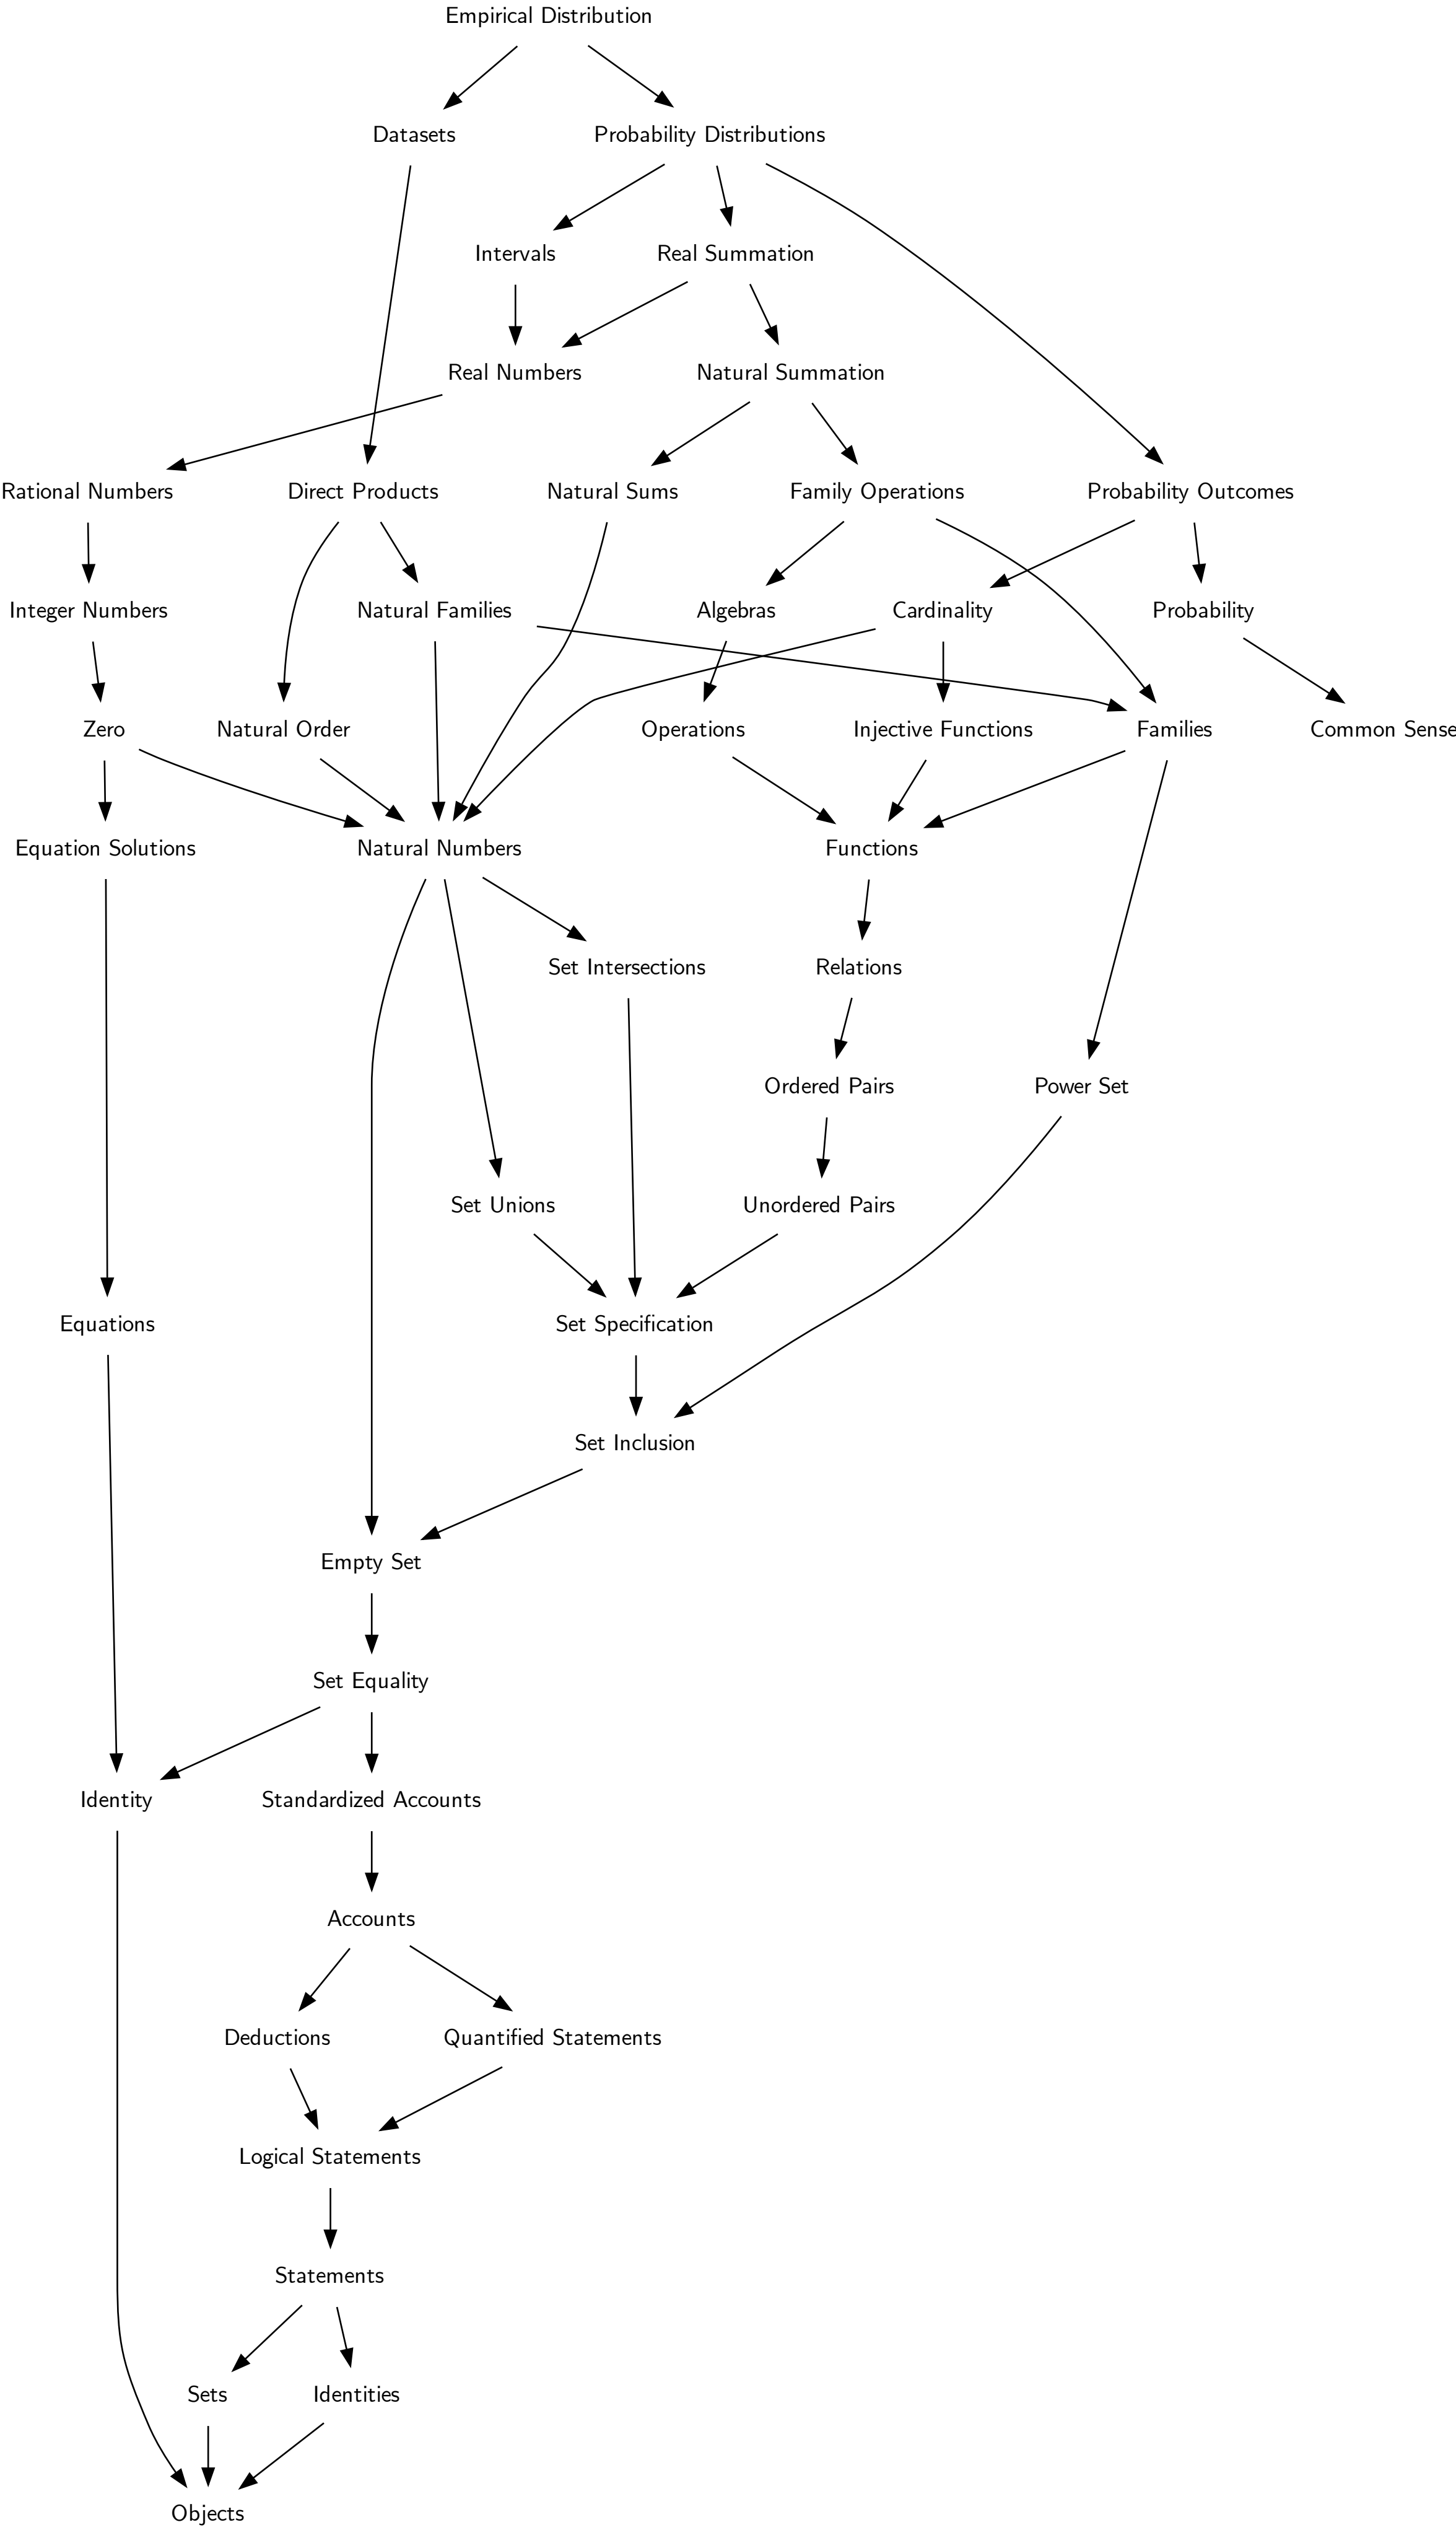 Empirical Distribution
Datasets
Probability Distributions
Intervals
Real Summation
Real Numbers
Natural Summation
Rational Numbers
Direct Products
Natural Sums
Family Operations
Probability Outcomes
Integer Numbers
Natural Families
Algebras
Cardinality
Probability
Zero
Natural Order
Operations
Injective Functions
Families
Common Sense
Equation Solutions
Natural Numbers
Functions
Set Intersections
Relations
Ordered Pairs
Power Set
Set Unions
Unordered Pairs
Equations
Set Specification
Set Inclusion
Empty Set
Set Equality
Identity
Standardized Accounts
Accounts
Deductions
Quantified Statements
Logical Statements
Statements
Sets
Identities
Objects